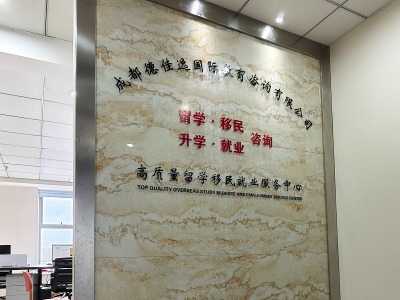 成都德佳逸国际教育咨询有限公司
留学·移民
升学·就业 咨询
高质量留学移民就业服务中心
TOP QUALITY OVERSEAS STUDY MIGRATE AND EMPLOYMENT SERVICE CENTER